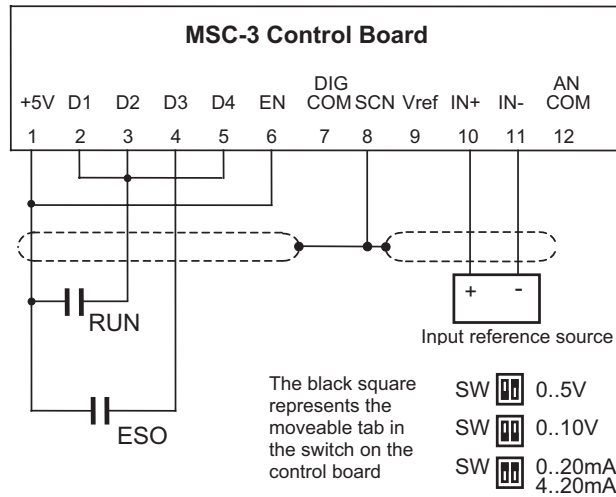 MSC-3 Control Board
DIG AN
+5V D1 D2 D3 D4 EN COM SCN Vref IN+ IN- COM
1 2 3 4 5 6 7 8 9 10 11 12
+ -
RUN
Input reference source
ESO
The black square
represents the
moveable tab in
the switch on the
control board
SW 0..5V
SW 0..10V
SW 0..20mA
4..20mA